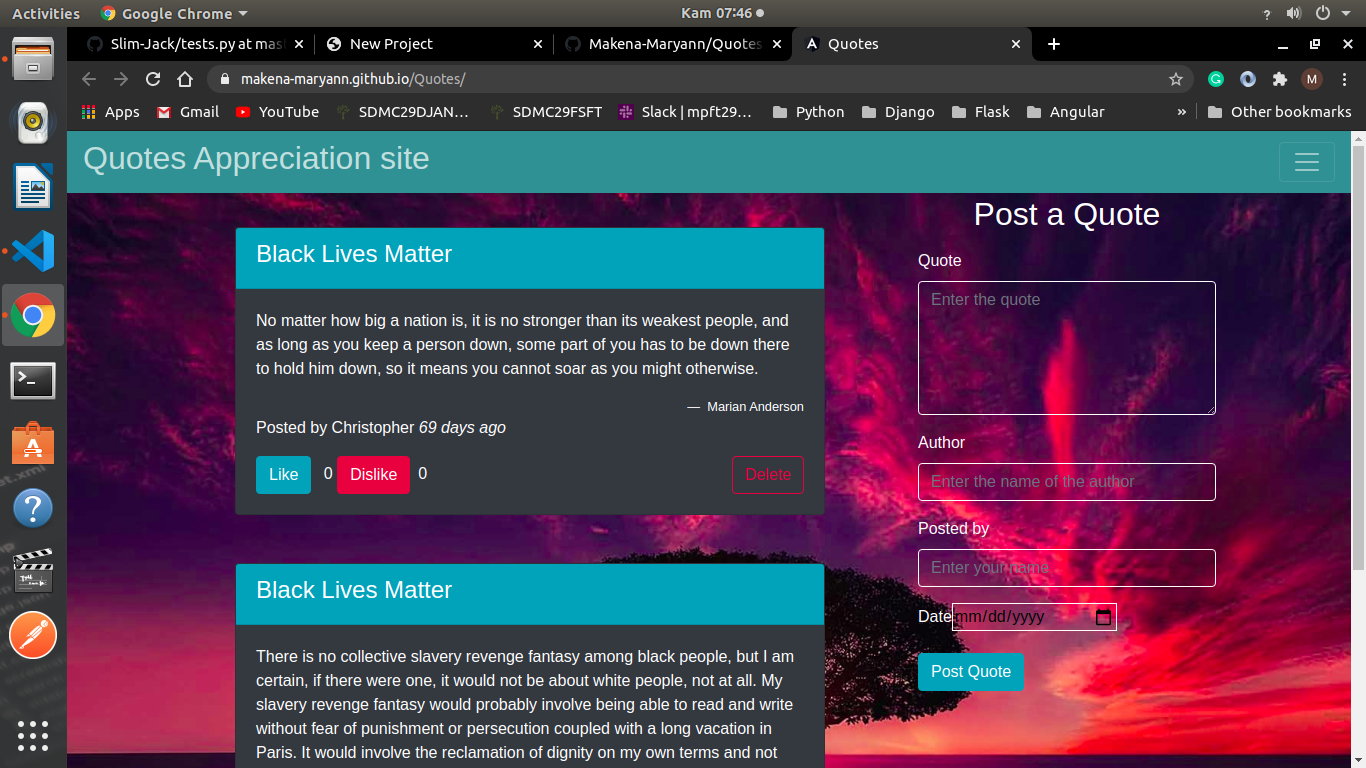 Activities
Google Chrome
Kam 07:46
Slim-Jack/tests.py at mas
New Project
Makena-Maryann/Quotes
Quotes
makena-maryann.github.io/Quotes/
M
Apps
Gmail
YouTube
SDMC29DJAN...
SDMC29FSFT
Slack | mpft29...
Python
Django
Flask
Angular
»
Other bookmarks
Quotes Appreciation site
Black Lives Matter
No matter how big a nation is, it is no stronger than its weakest people, and
as long as you keep a person down, some part of you has to be down there
to hold him down, so it means you cannot soar as you might otherwise.
— Marian Anderson
Posted by Christopher 69 days ago
Like 0 Dislike 0 Delete
Black Lives Matter
There is no collective slavery revenge fantasy among black people, but I am
certain, if there were one, it would not be about white people, not at all. My
slavery revenge fantasy would probably involve being able to read and write
without fear of punishment or persecution coupled with a long vacation in
Paris. It would involve the reclamation of dignity on my own terms and not
Post a Quote
Quote
Enter the quote
Author
Enter the name of the author
Posted by
Enter your name
Date mm/dd/yyyy
Post Quote